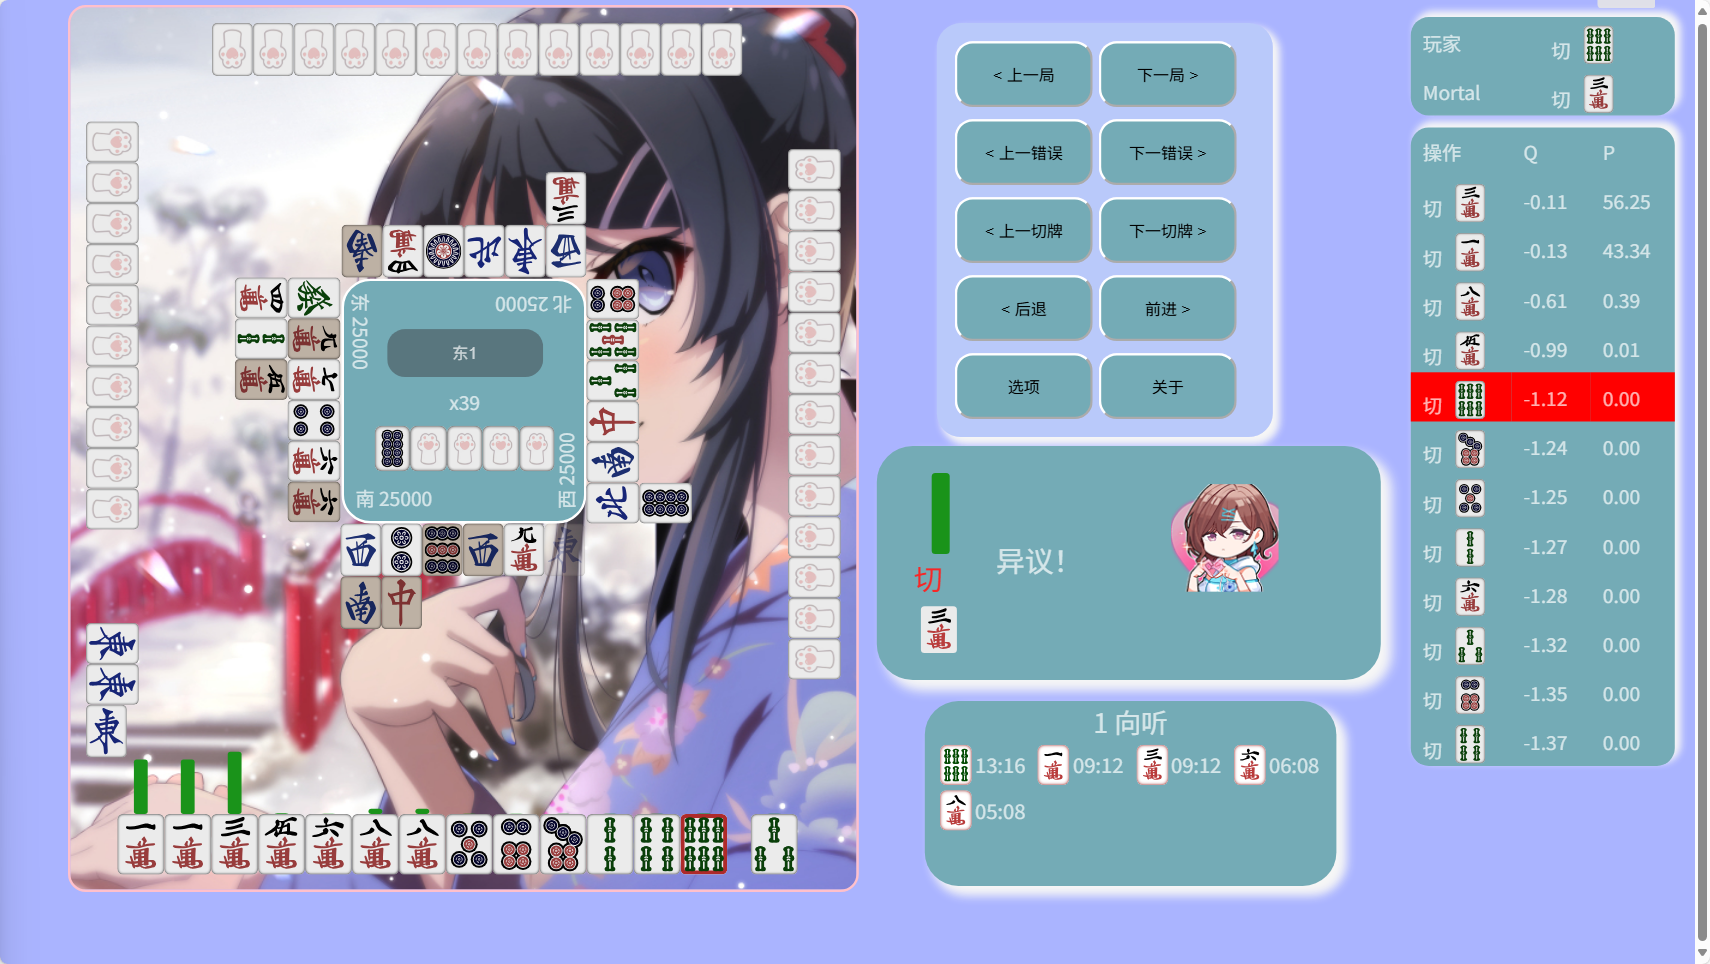 < 上一局
下一局 >
< 上一错误
下一错误 >
< 上一切牌
下一切牌 >
< 后退
前进 >
选项
关于
玩家 切
Mortal 切
操作 Q P
切 -0.11 56.25
切 -0.13 43.34
切 -0.61 0.39
切 -0.99 0.01
切 -1.12 0.00
切 -1.24 0.00
切 -1.25 0.00
切 -1.27 0.00
切 -1.28 0.00
切 -1.32 0.00
切 -1.35 0.00
切 -1.37 0.00
北 25000
东 25000
东1
x39
西 25000
南 25000
切
异议!
1 向听
13:16 09:12 09:12 06:08
05:08